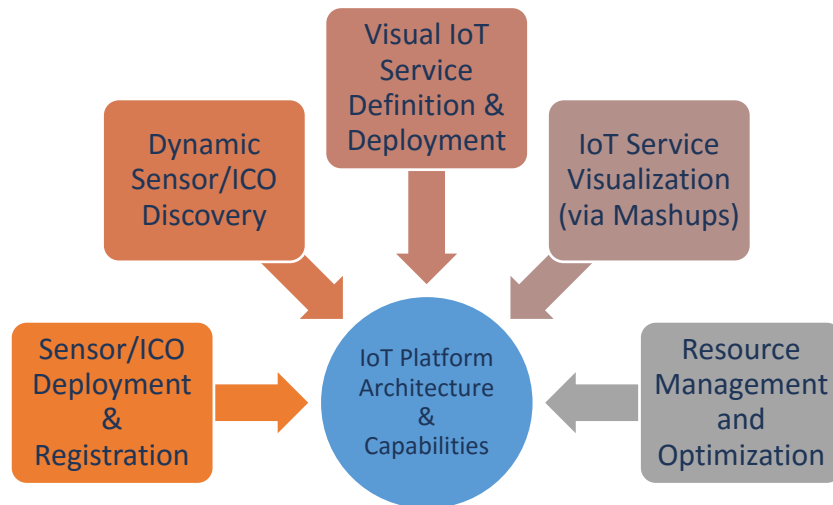 Visual IoT
Service
Definition &
Deployment
Dynamic
Sensor/ICO
Discovery
IoT Service
Visualization
(via Mashups)
Sensor/ICO
Deployment
&
Registration
IoT Platform
Architecture
&
Capabilities
Resource
Management
and
Optimization